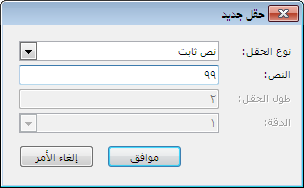 حقل جديد
نوع الحقل: نص ثابت
النص: ٩٩
طول الحقل: ٢
الدقة: ١
موافق إلغاء الأمر